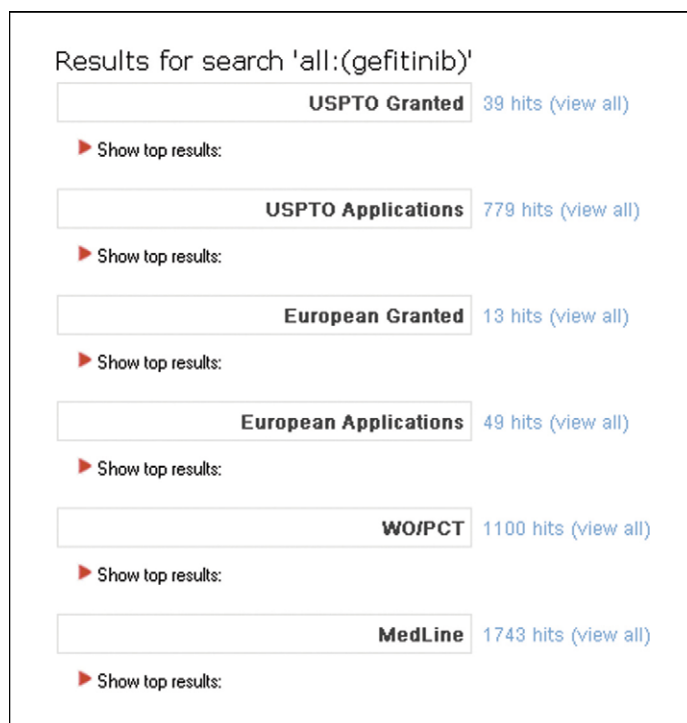 Results for search 'all:(gefitinib)'
USPTO Granted 39 hits (view all)
Show top results:
USPTO Applications 779 hits (view all)
Show top results:
European Granted 13 hits (view all)
Show top results:
European Applications 49 hits (view all)
Show top results:
WO/PCT 1100 hits (view all)
Show top results:
MedLine 1743 hits (view all)
Show top results: